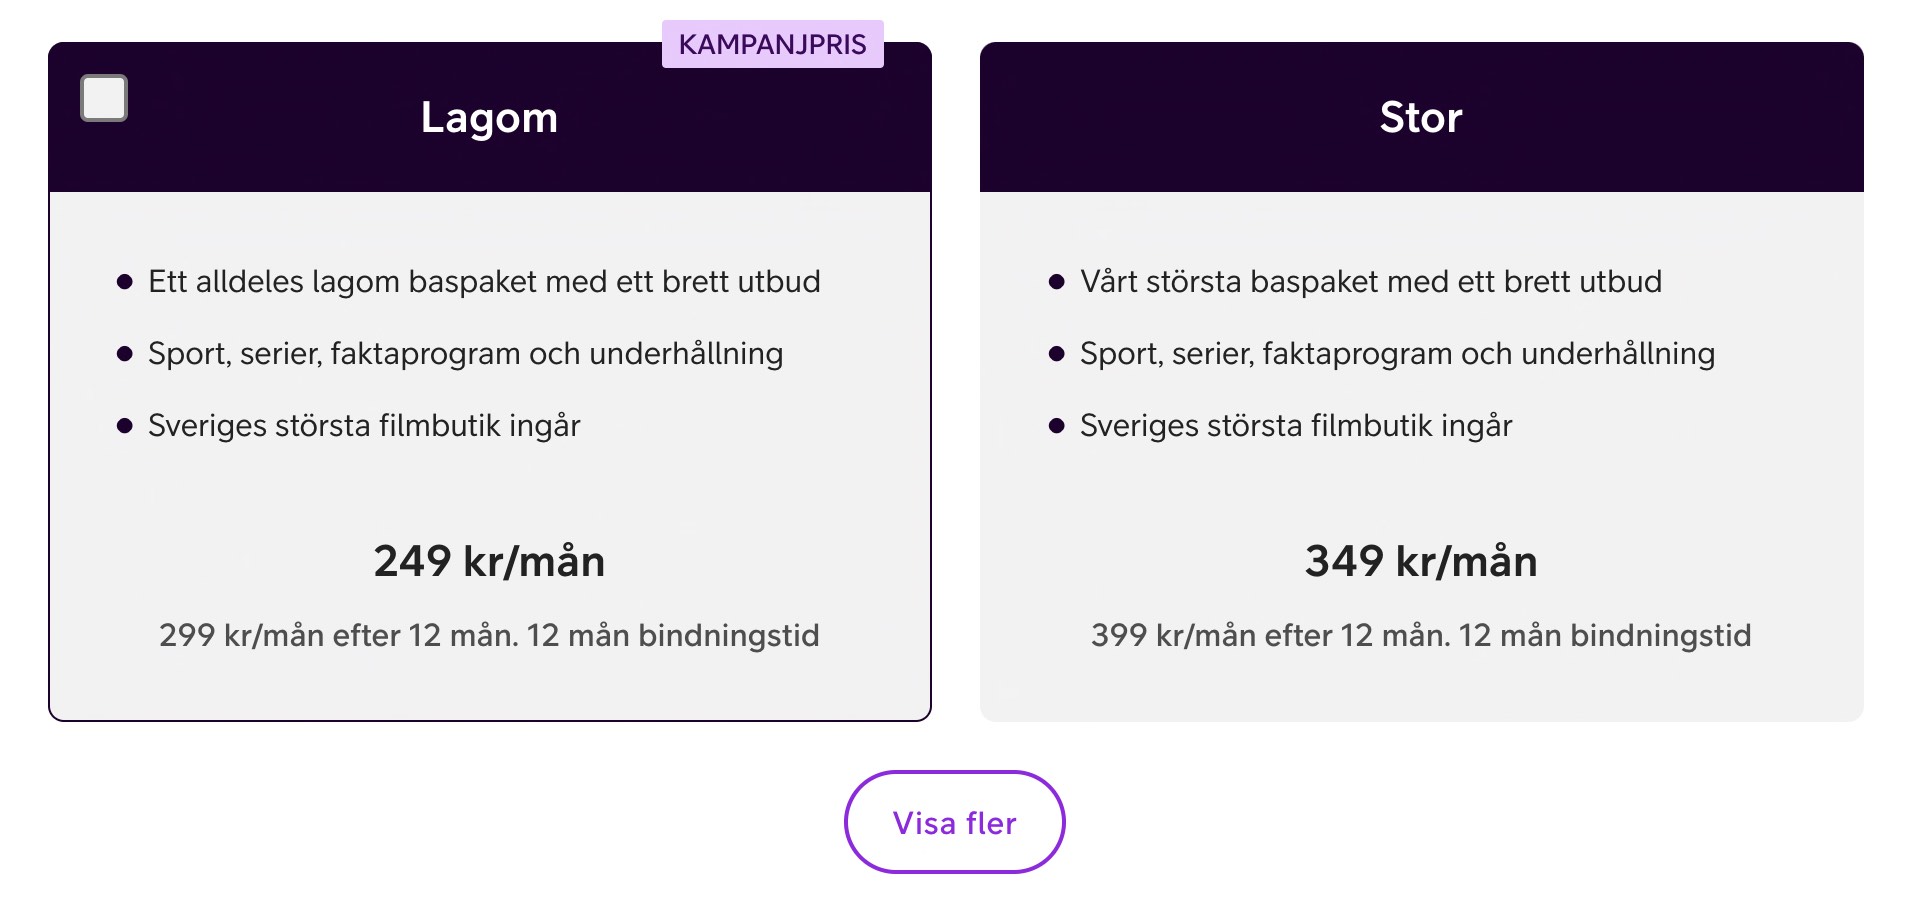 KAMPANJPRIS
Lagom
Ett alldeles lagom baspaket med ett brett utbud
Sport, serier, faktaprogram och underhållning
Sveriges största filmbutik ingår
249 kr/mån
299 kr/mån efter 12 mån. 12 mån bindningstid
Stor
Vårt största baspaket med ett brett utbud
Sport, serier, faktaprogram och underhållning
Sveriges största filmbutik ingår
349 kr/mån
399 kr/mån efter 12 mån. 12 mån bindningstid
Visa fler